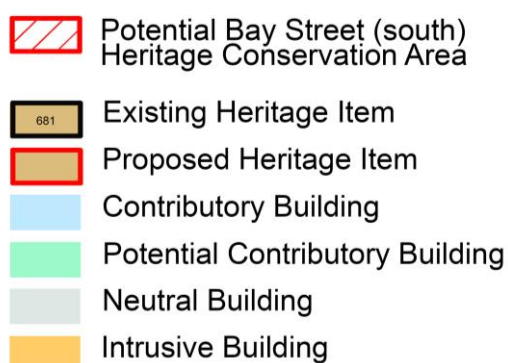 Potential Bay Street (south)
Heritage Conservation Area
681 Existing Heritage Item
Proposed Heritage Item
Contributory Building
Potential Contributory Building
Neutral Building
Intrusive Building